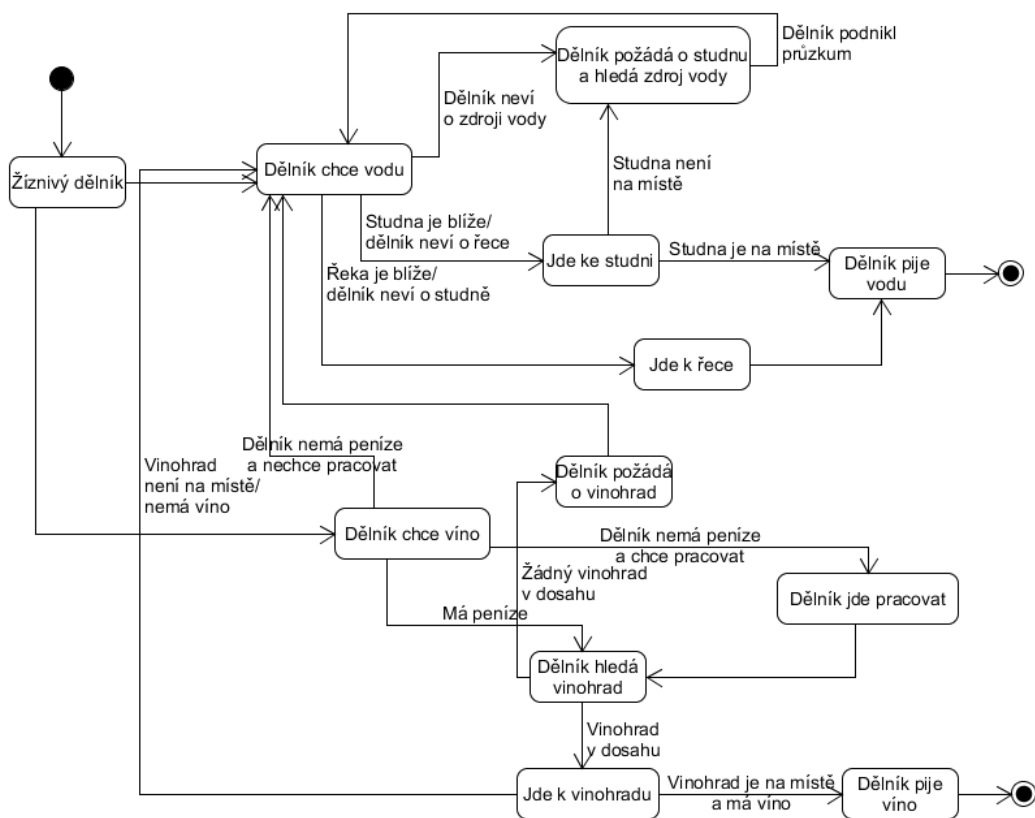 Dělník podnikl
průzkum
Dělník požádá o studnu
a hledá zdroj vody
Dělník neví
o zdroji vody
Žíznivý dělník
Dělník chce vodu
Studna není
na místě
Studna je blíže/
dělník neví o řece
Jde ke studni
Studna je na místě
Dělník pije
vodu
Řeka je blíže/
dělník neví o studně
Jde k řece
Dělník nemá peníze
a nechce pracovat
Vinohrad
není na místě/
nemá víno
Dělník požádá
o vinohrad
Dělník chce víno
Dělník nemá peníze
a chce pracovat
Žádný vinohrad
v dosahu
Dělník jde pracovat
Má peníze
Dělník hledá
vinohrad
Vinohrad
v dosahu
Jde k vinohradu
Vinohrad je na místě
a má víno
Dělník pije
víno